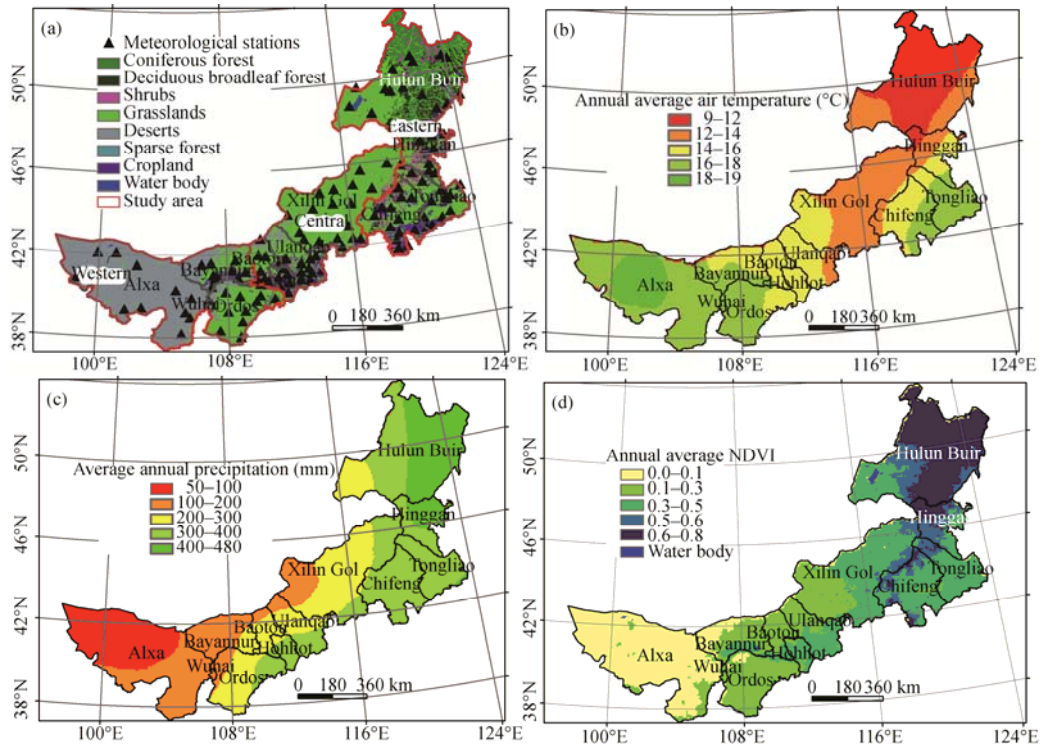 (a)
Meteorological stations
Coniferous forest
Deciduous broadleaf forest
Shrubs
Grasslands
Deserts
Sparse forest
Cropland
Water body
Study area
Hulun Buir
Eastern
Hinggan
Xilin Gol
Tongliao
Chifeng
Central
Ulanqab
Bayannur
Western
Alxa
Wuhai
Ordos
0 180 360 km
50°N
46°N
42°N
38°N
100°E
108°E
116°E
124°E
(b)
Annual average air temperature (°C)
9–12
12–14
14–16
16–18
18–19
Hulun Buir
Hinggan
Xilin Gol
Tongliao
Chifeng
Ulanqab
Baotou
Bayannur
Hohhot
Alxa
Wuhai
Ordos
0 180 360 km
50°N
46°N
42°N
38°N
100°E
108°E
116°E
124°E
(c)
Average annual precipitation (mm)
50–100
100–200
200–300
300–400
400–480
Hulun Buir
Hinggan
Xilin Gol
Tongliao
Chifeng
Ulanqab
Baotou
Bayannur
Hohhot
Alxa
Wuhai
Ordos
0 180 360 km
50°N
46°N
42°N
38°N
100°E
108°E
116°E
124°E
(d)
Annual average NDVI
0.0–0.1
0.1–0.3
0.3–0.5
0.5–0.6
0.6–0.8
Water body
Hulun Buir
Hingga
Xilin Gol
Tongliao
Chifeng
Ulanqab
Baotou
Bayannur
Hohhot
Alxa
Wuhai
Ordos
0 180 360 km
50°N
46°N
42°N
38°N
100°E
108°E
116°E
124°E